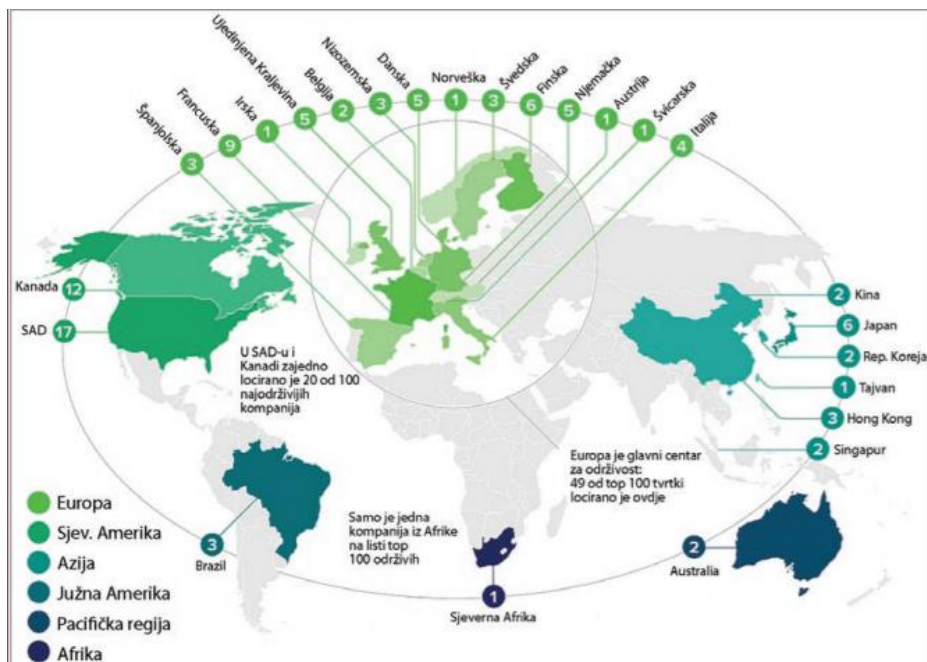 Španjolska
3
Francuska
9
Irska
1
Ujedinjena Kraljevina
5
Belgija
2
Nizozemska
3
Danska
5
Norveška
1
Švedska
3
Finska
6
Njemačka
5
Austrija
1
Švicarska
1
Italija
4
Kanada
12
SAD
17
U SAD-u i
Kanadi zajedno
locirano je 20 od 100
najodrživijih
kompanija
2
Kina
6
Japan
2
Rep. Koreja
1
Tajvan
3
Hong Kong
2
Singapur
Europa je glavni centar
za održivost:
49 od top 100 tvrtki
locirano je ovdje
Samo je jedna
kompanija iz Afrike
na listi top
100 održivih
3
Brazil
1
Sjeverna Afrika
2
Australia
Europa
Sjev. Amerika
Azija
Južna Amerika
Pacifička regija
Afrika